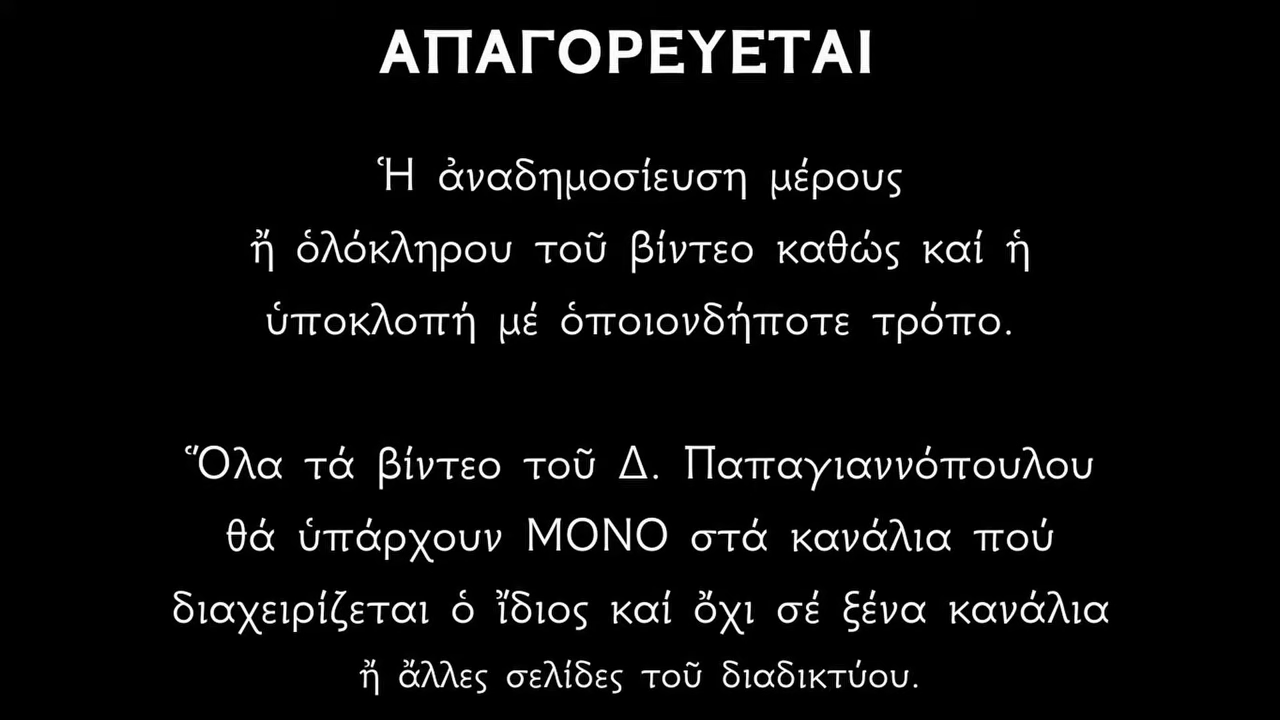 ΑΠΑΓΟΡΕΥΕΤΑΙ
Ἡ ἀναδημοσίευση μέρους
ἤ ὁλόκληρου τοῦ βίντεο καθώς καί ἡ
ὑποκλοπή μέ ὁποιονδήποτε τρόπο.
Ὅλα τά βίντεο τοῦ Δ. Παπαγιαννόπουλου
θά ὑπάρχουν ΜΟΝΟ στά κανάλια πού
διαχειρίζεται ὁ ἴδιος καί ὄχι σέ ξένα κανάλια
ἤ ἄλλες σελίδες τοῦ διαδικτύου.